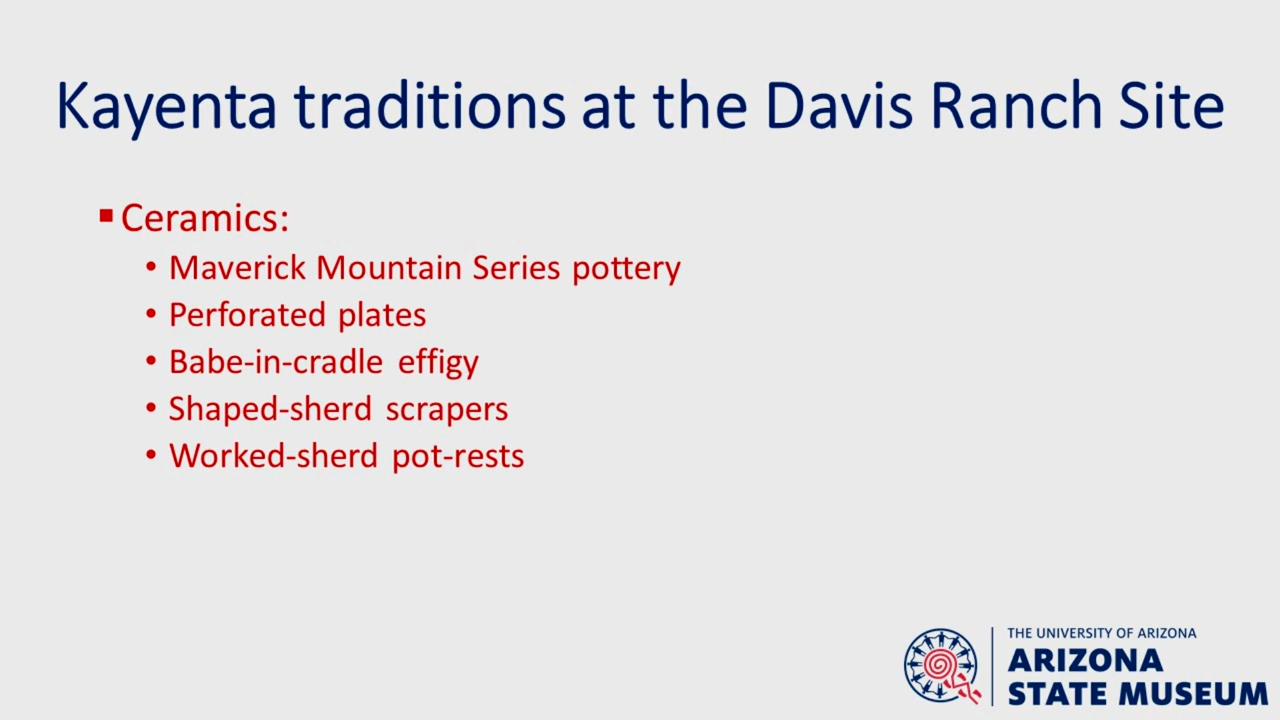 Kayenta traditions at the Davis Ranch Site
▪ Ceramics:
• Maverick Mountain Series pottery
• Perforated plates
• Babe-in-cradle effigy
• Shaped-sherd scrapers
• Worked-sherd pot-rests
THE UNIVERSITY OF ARIZONA
ARIZONA
STATE MUSEUM